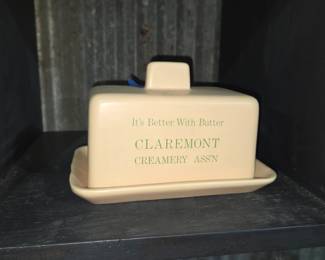 It's Better With Butter
CLAREMONT
CREAMERY ASS'N